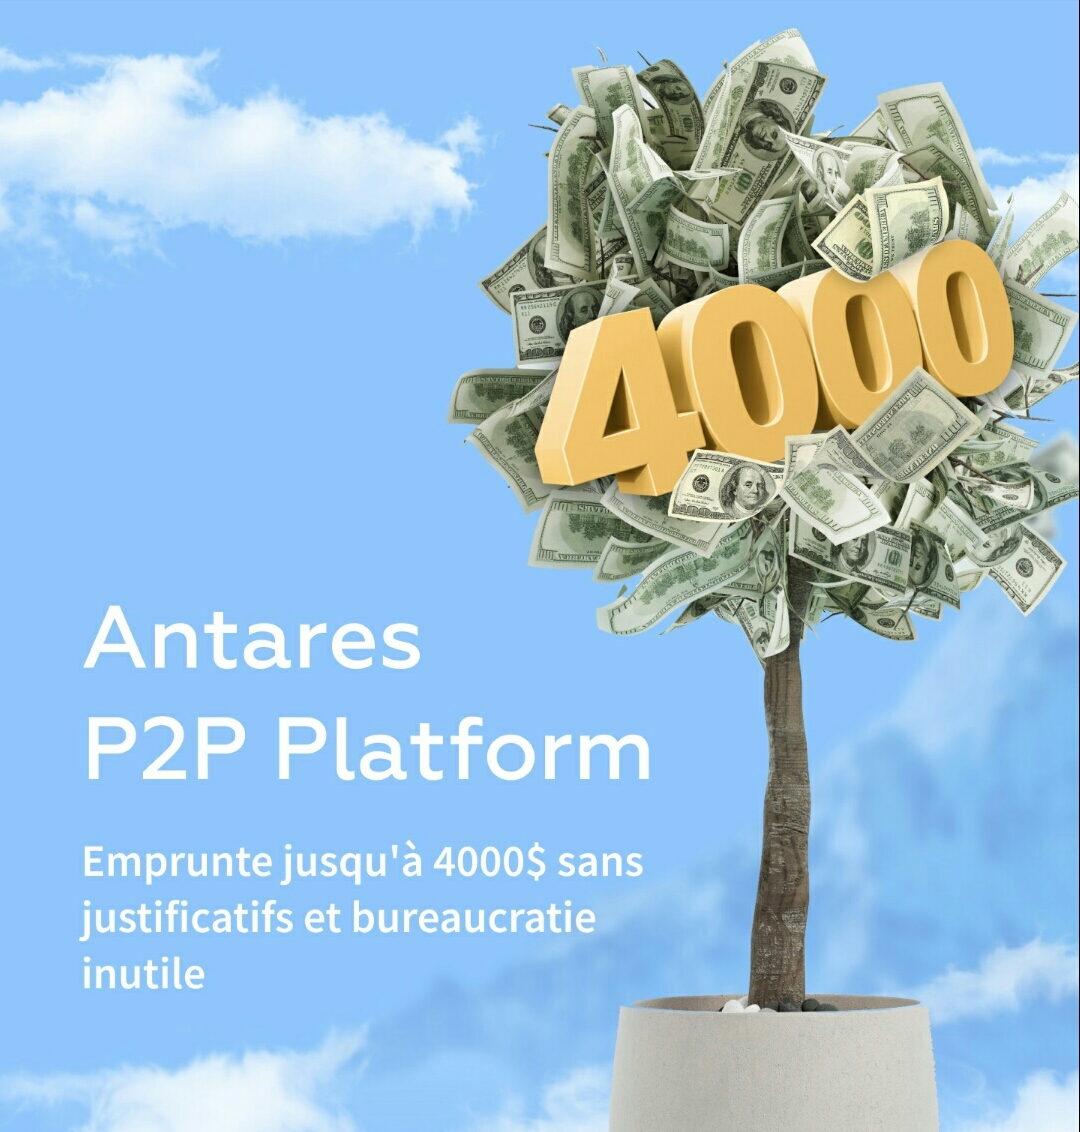 4000
Antares
P2P Platform
Emprunte jusqu'à 4000$ sans
justificatifs et bureaucratie
inutile